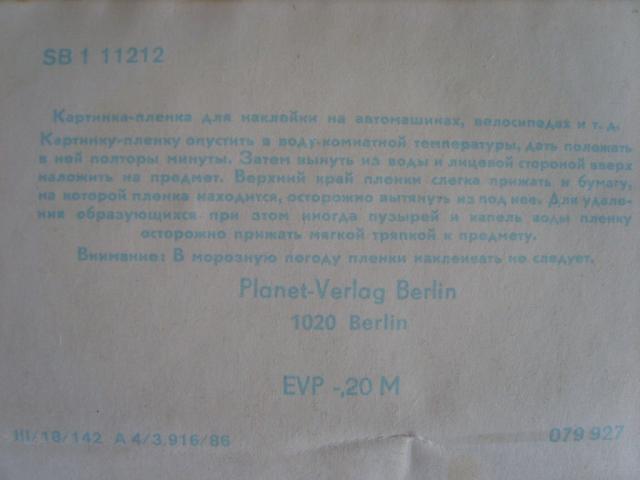 SB 1 11212
Картинка-пленка для наклейки на автомашинах, велосипедах и т. д.
Картинку-пленку опустить в воду-комнатной температуры, дать полежать
в ней полторы минуты. Затем вынуть из воды и лицевой стороной вверх
наложить на предмет. Верхний край пленки слегка прижать и бумагу,
на которой пленка находится, осторожно вытянуть из под нее. Для удале-
ния образующихся при этом иногда пузырей и капель воды пленку
осторожно прижать мягкой тряпкой к предмету.
Внимание: В морозную погоду пленки наклеивать не следует.
Planet-Verlag Berlin
1020 Berlin
EVP -,20 M
III/18/142 A 4/3.916/86
079 927